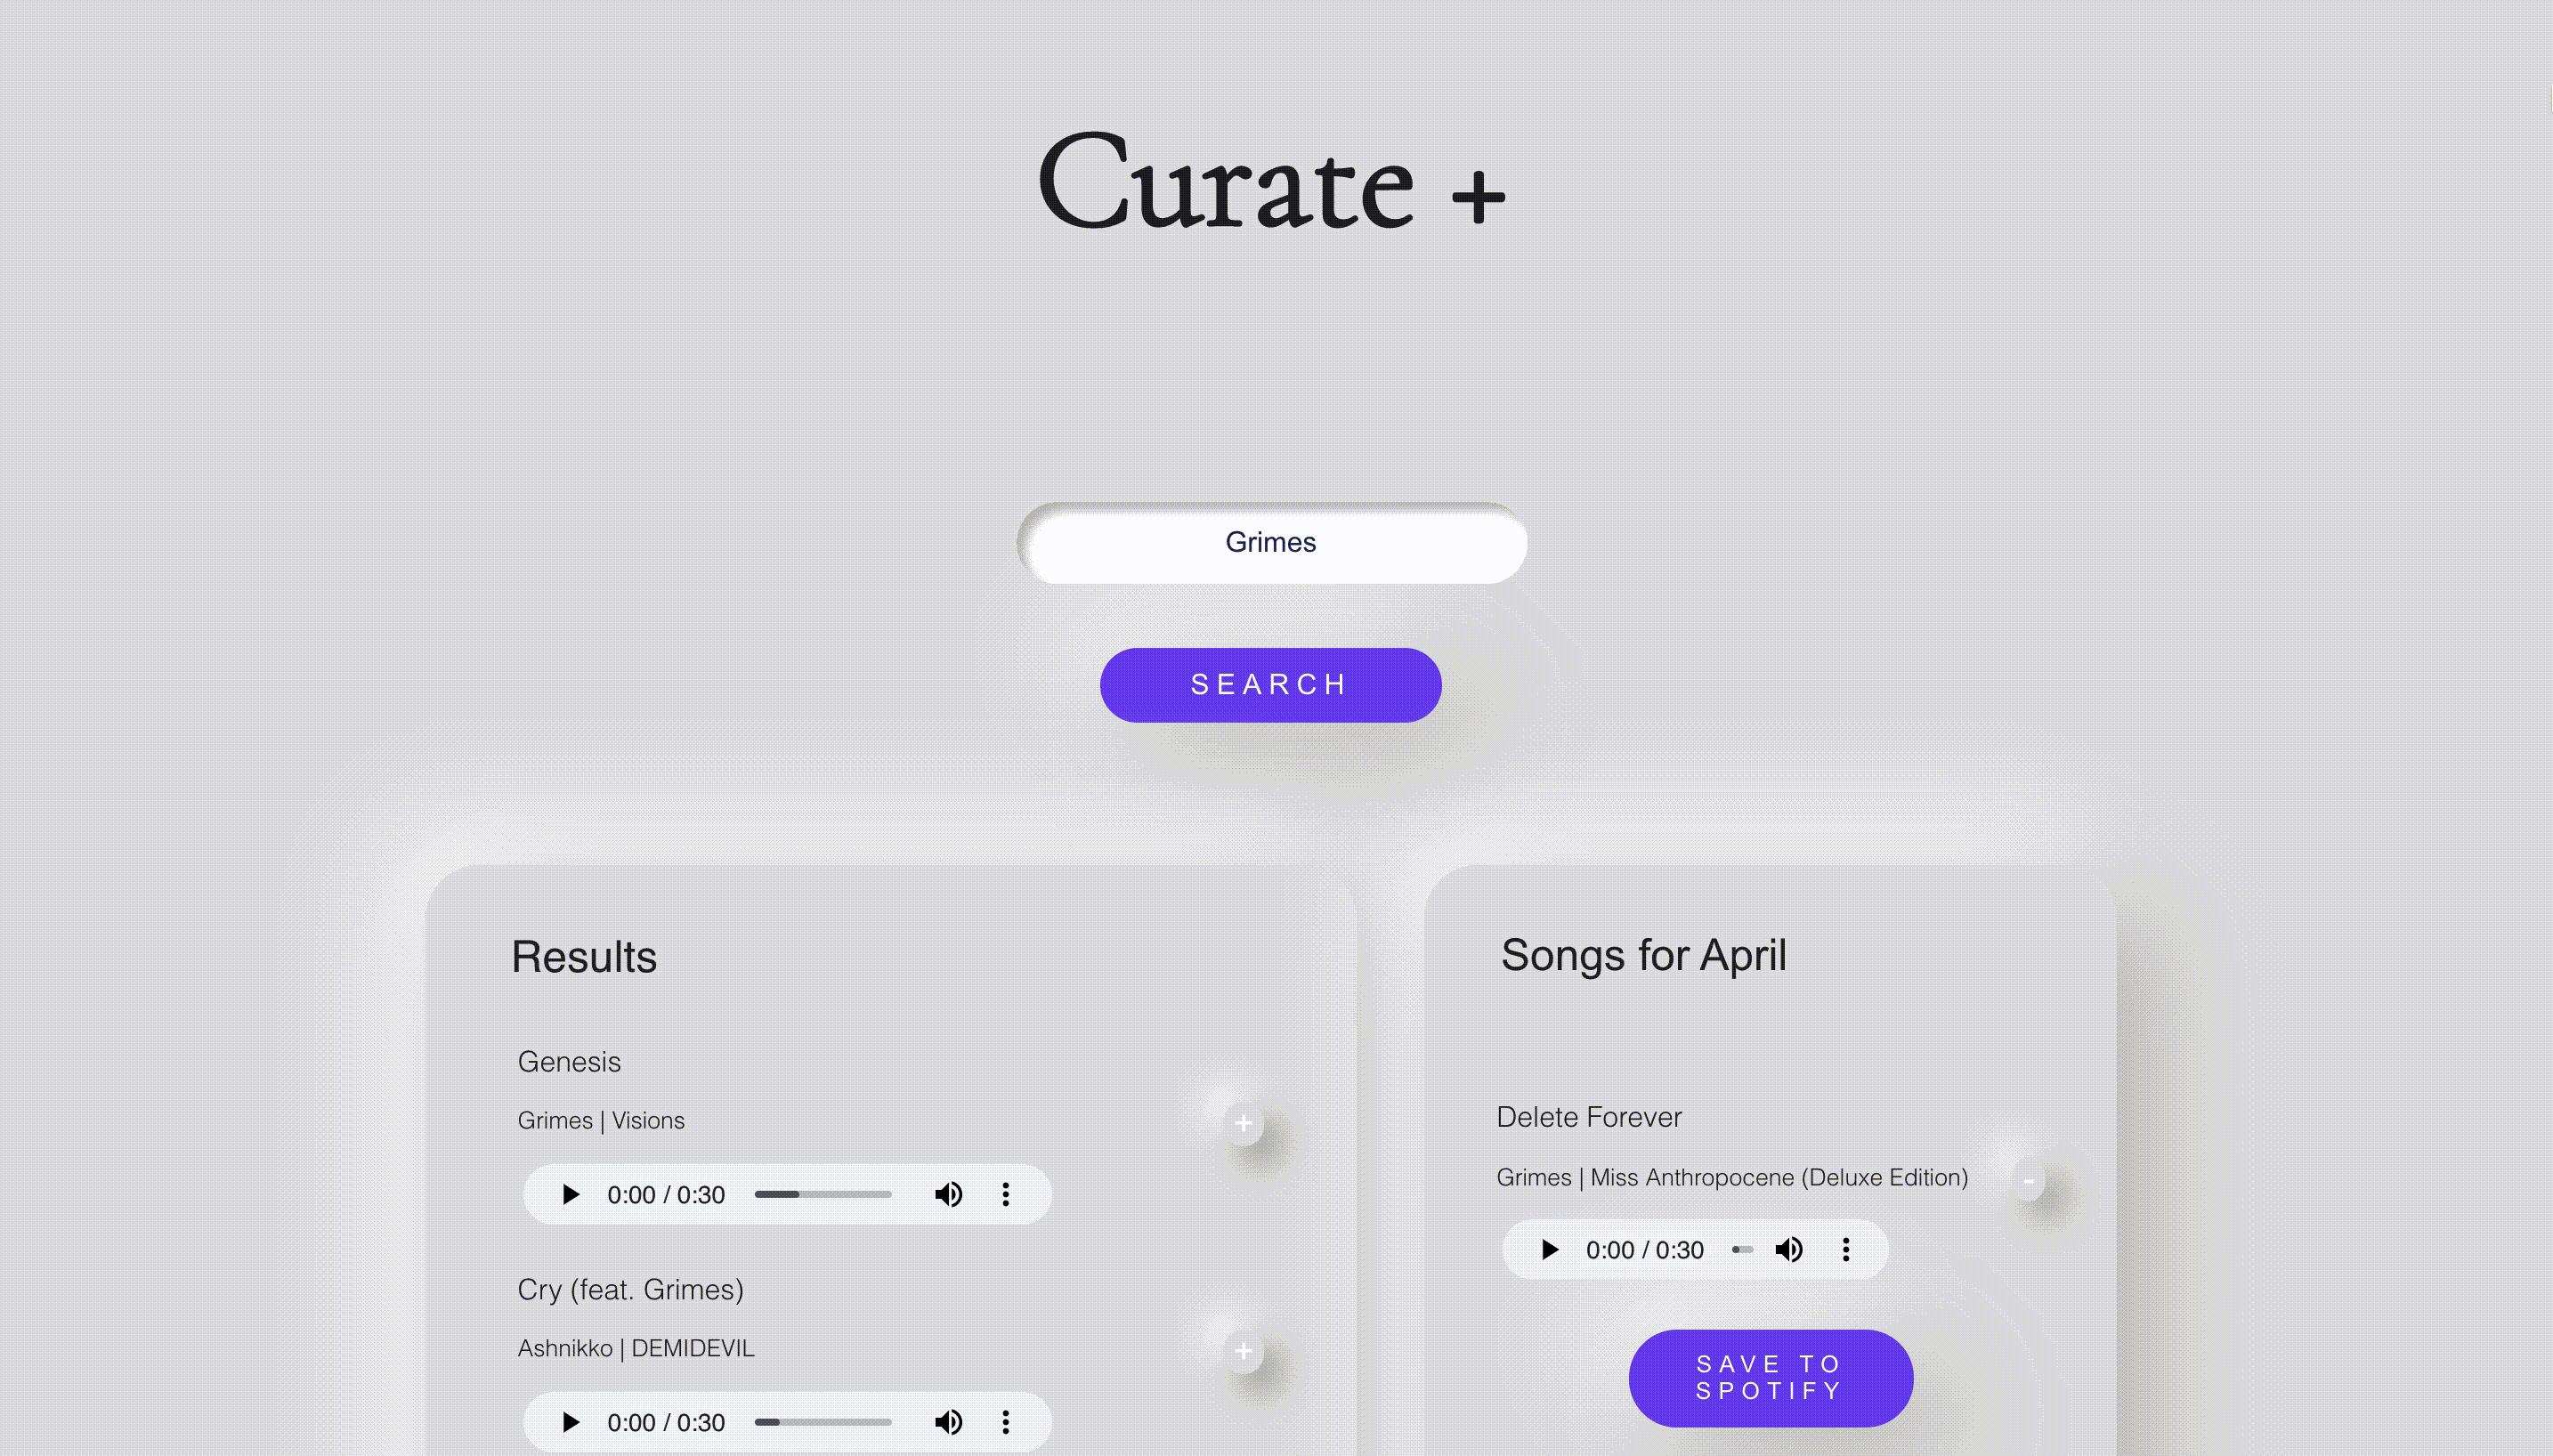 Curate +
Grimes
SEARCH
Results
Genesis
Grimes | Visions
+
0:00 / 0:30
Cry (feat. Grimes)
Ashnikko | DEMIDEVIL
+
0:00 / 0:30
Songs for April
Delete Forever
Grimes | Miss Anthropocene (Deluxe Edition)
-
0:00 / 0:30
SAVE TO
SPOTIFY